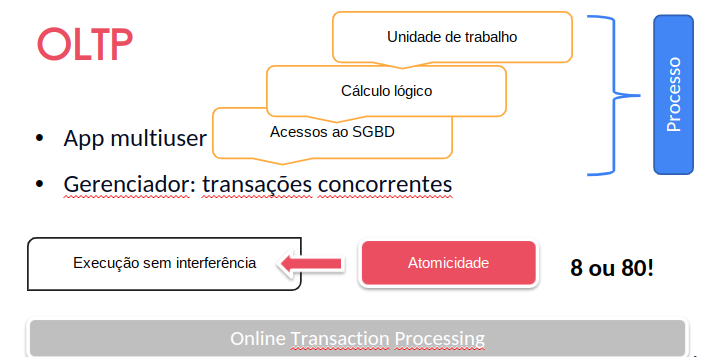 OLTP
Unidade de trabalho
Cálculo lógico
Acessos ao SGBD
Processo
• App multiuser
• Gerenciador: transações concorrentes
Execução sem interferência
Atomicidade
8 ou 80!
Online Transaction Processing